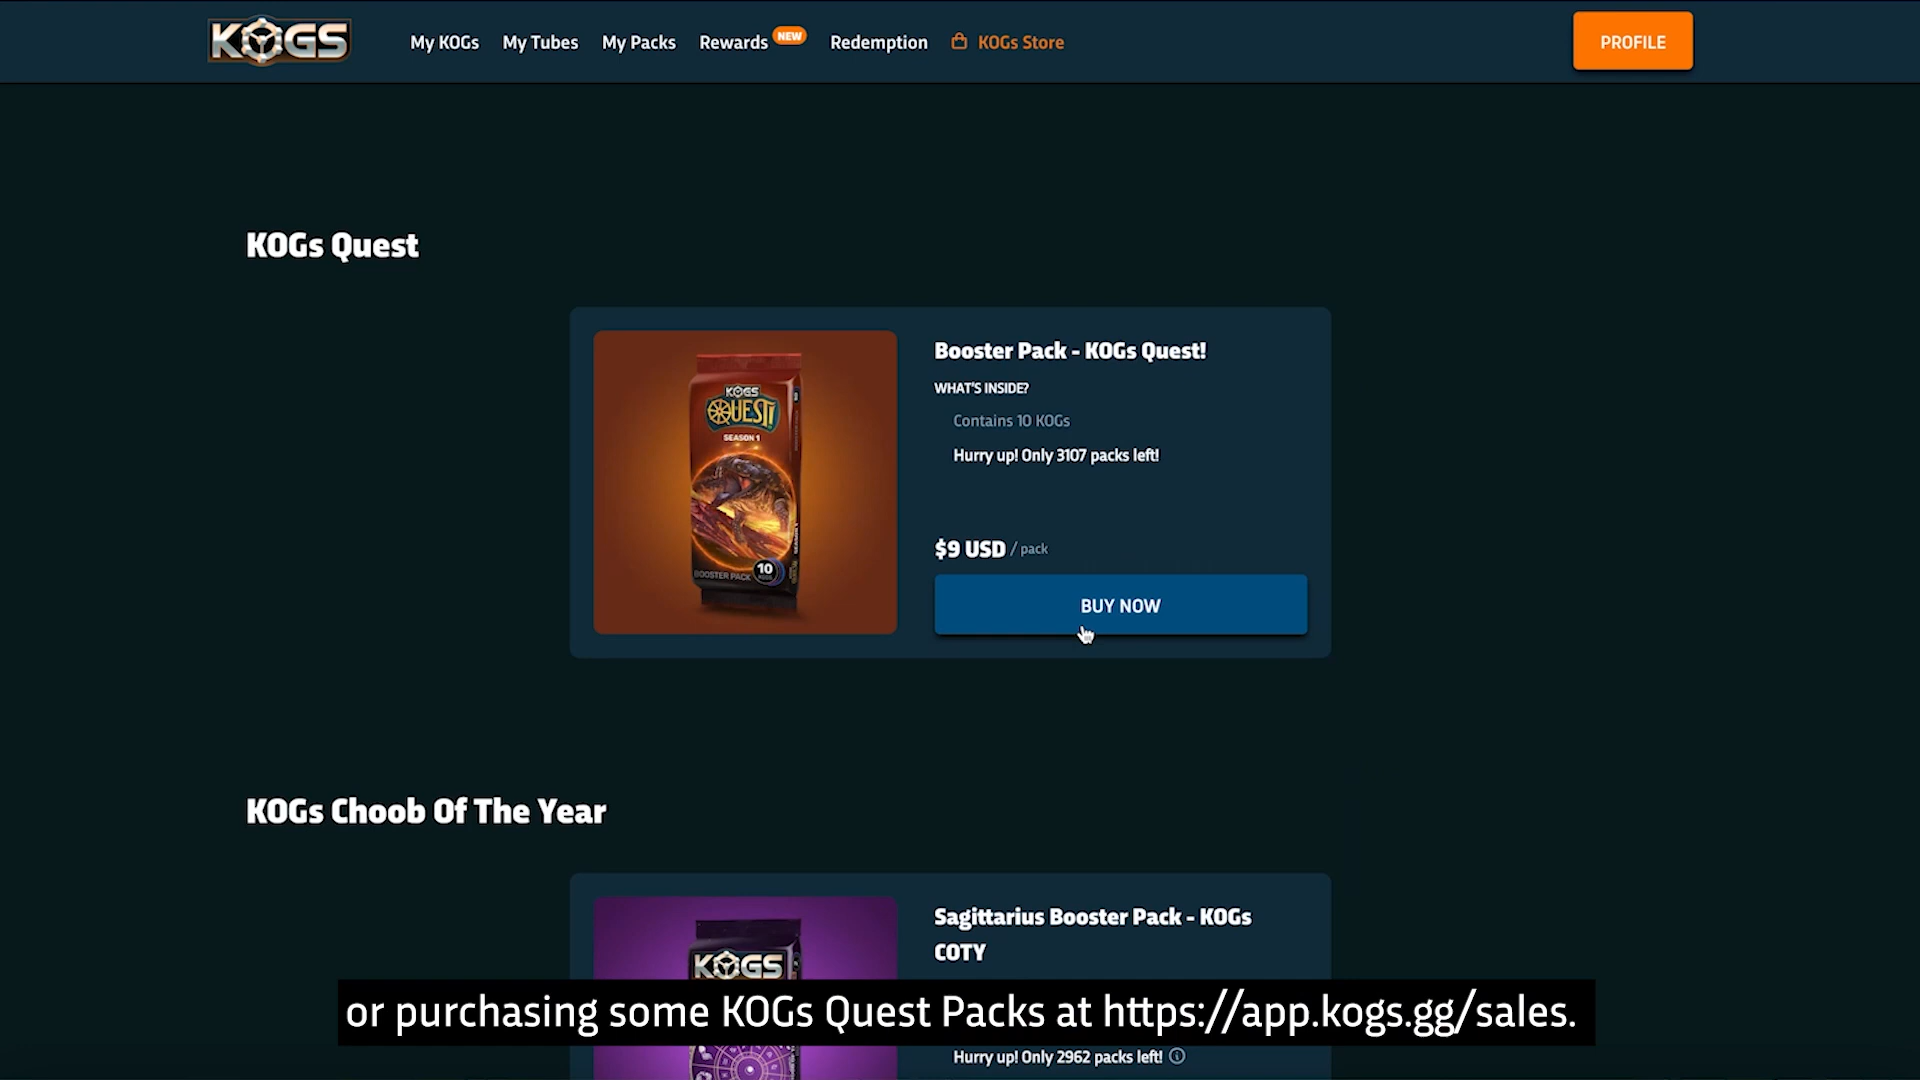 KOGS
My KOGs
My Tubes
My Packs
Rewards
NEW
Redemption
KOGs Store
PROFILE
KOGs Quest
KOGS
QUEST!
SEASON 1
BOOSTER PACK
10
KOGS
Booster Pack - KOGs Quest!
WHAT'S INSIDE?
Contains 10 KOGs
Hurry up! Only 3107 packs left!
$9 USD / pack
BUY NOW
KOGs Choob Of The Year
KOGS
Sagittarius Booster Pack - KOGs
COTY
or purchasing some KOGs Quest Packs at https://app.kogs.gg/sales.
Hurry up! Only 2962 packs left!